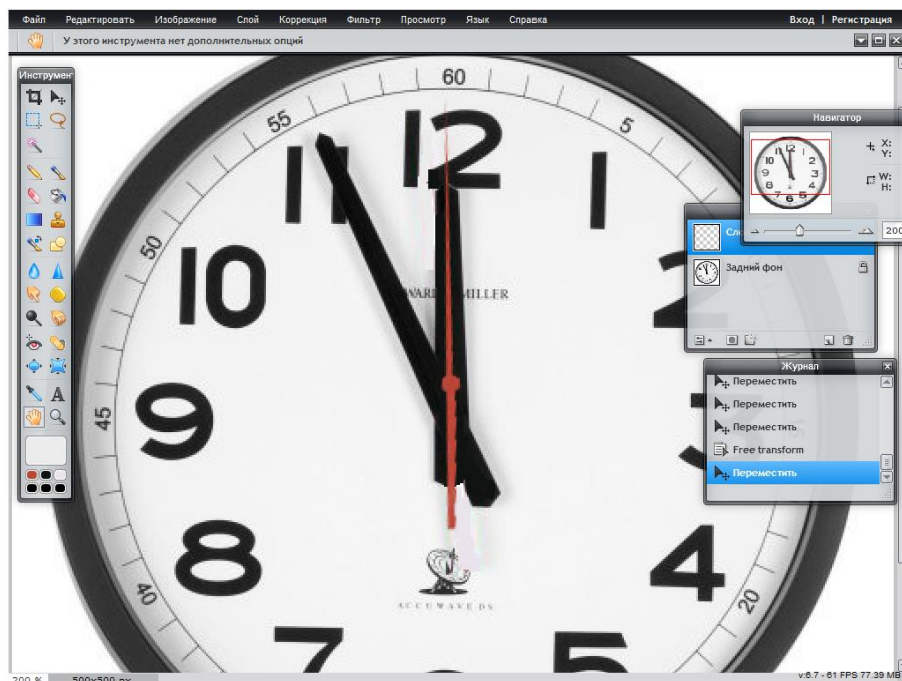 Файл Редактировать Изображение Слой Коррекция Фильтр Просмотр Язык Справка Вход | Регистрация
У этого инструмента нет дополнительных опций
Инструмен
60
55
5
12
11
1
Навигатор
X:
Y:
W:
H:
200
50
10
2
Задний фон
MILLER
Журнал
Переместить
Переместить
Переместить
Free transform
Переместить
9
45
3
8
4
40
20
ACCUWAVE DS
7
5
200 % 500x500 px
v:6.7 - 61 FPS 77.39 MB